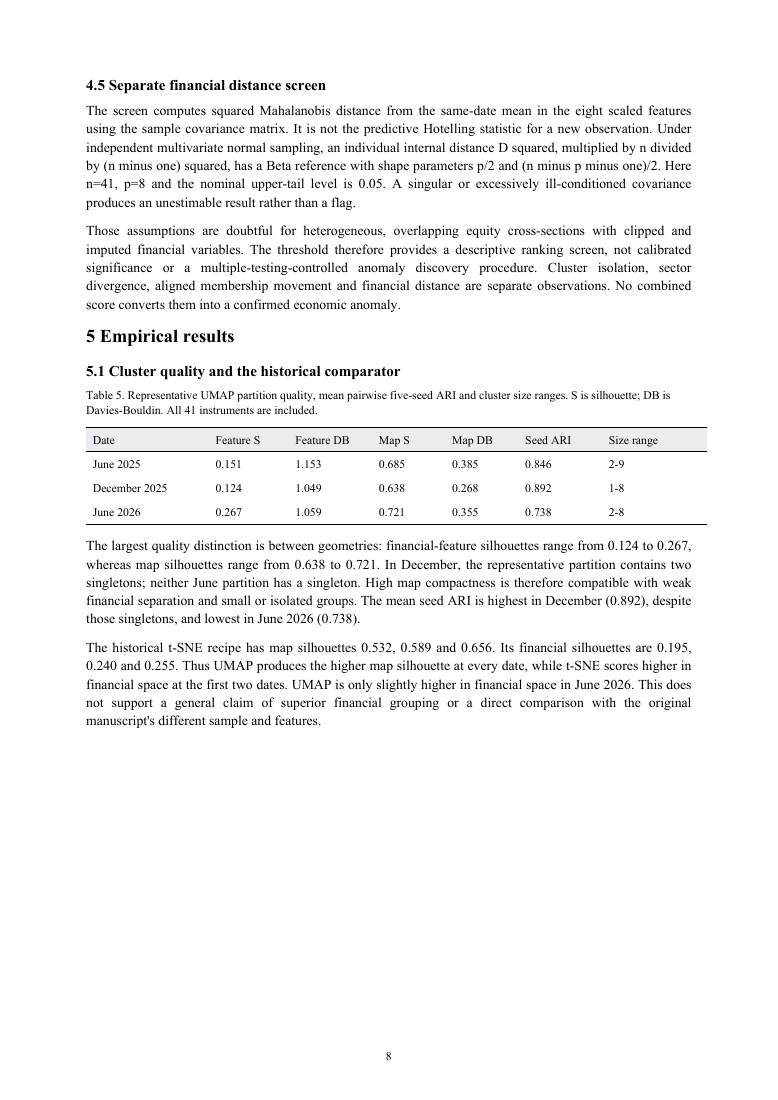 4.5 Separate financial distance screen
The screen computes squared Mahalanobis distance from the same-date mean in the eight scaled features
using the sample covariance matrix. It is not the predictive Hotelling statistic for a new observation. Under
independent multivariate normal sampling, an individual internal distance D squared, multiplied by n divided
by (n minus one) squared, has a Beta reference with shape parameters p/2 and (n minus p minus one)/2. Here
n=41, p=8 and the nominal upper-tail level is 0.05. A singular or excessively ill-conditioned covariance
produces an unestimable result rather than a flag.
Those assumptions are doubtful for heterogeneous, overlapping equity cross-sections with clipped and
imputed financial variables. The threshold therefore provides a descriptive ranking screen, not calibrated
significance or a multiple-testing-controlled anomaly discovery procedure. Cluster isolation, sector
divergence, aligned membership movement and financial distance are separate observations. No combined
score converts them into a confirmed economic anomaly.
5 Empirical results
5.1 Cluster quality and the historical comparator
Table 5. Representative UMAP partition quality, mean pairwise five-seed ARI and cluster size ranges. S is silhouette; DB is
Davies-Bouldin. All 41 instruments are included.
Date Feature S Feature DB Map S Map DB Seed ARI Size range
June 2025 0.151 1.153 0.685 0.385 0.846 2-9
December 2025 0.124 1.049 0.638 0.268 0.892 1-8
June 2026 0.267 1.059 0.721 0.355 0.738 2-8
The largest quality distinction is between geometries: financial-feature silhouettes range from 0.124 to 0.267,
whereas map silhouettes range from 0.638 to 0.721. In December, the representative partition contains two
singletons; neither June partition has a singleton. High map compactness is therefore compatible with weak
financial separation and small or isolated groups. The mean seed ARI is highest in December (0.892), despite
those singletons, and lowest in June 2026 (0.738).
The historical t-SNE recipe has map silhouettes 0.532, 0.589 and 0.656. Its financial silhouettes are 0.195,
0.240 and 0.255. Thus UMAP produces the higher map silhouette at every date, while t-SNE scores higher in
financial space at the first two dates. UMAP is only slightly higher in financial space in June 2026. This does
not support a general claim of superior financial grouping or a direct comparison with the original
manuscript's different sample and features.
8